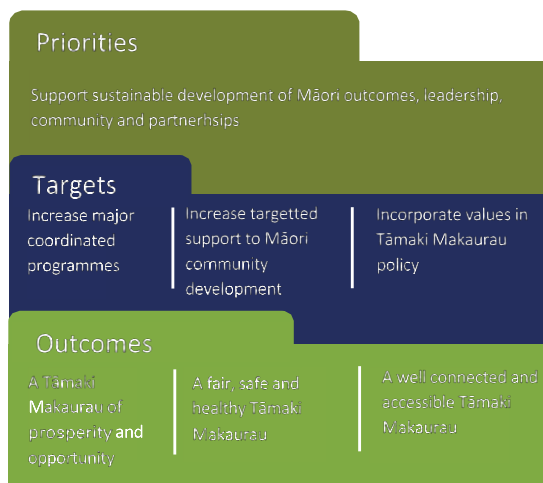 Priorities
Support sustainable development of Māori outcomes, leadership,
community and partnerhsips
Targets
Increase major
coordinated
programmes
Increase targetted
support to Māori
community
development
Incorporate values in
Tāmaki Makaurau
policy
Outcomes
A Tāmaki
Makaurau of
prosperity and
opportunity
A fair, safe and
healthy Tāmaki
Makaurau
A well connected and
accessible Tāmaki
Makaurau